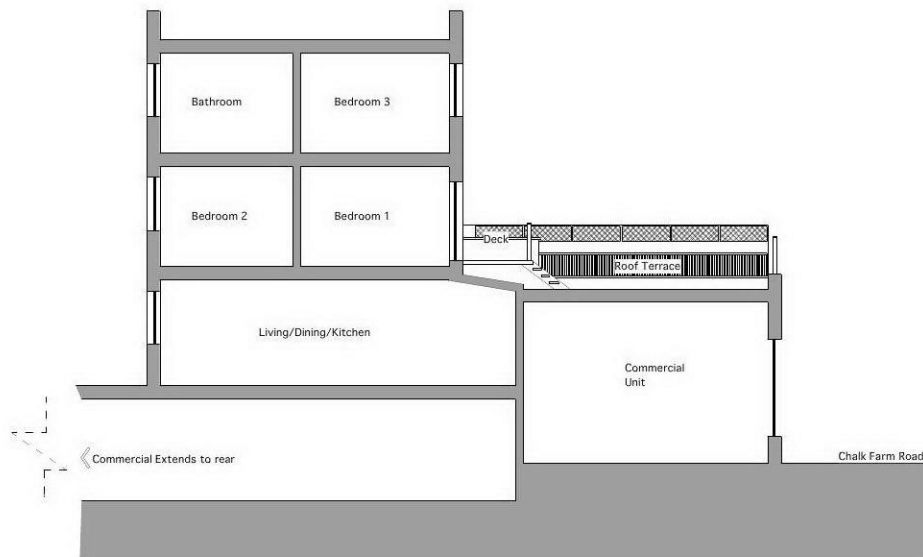 Bathroom
Bedroom 3
Bedroom 2
Bedroom 1
Deck
Roof Terrace
Living/Dining/Kitchen
Commercial
Unit
Commercial Extends to rear
Chalk Farm Road